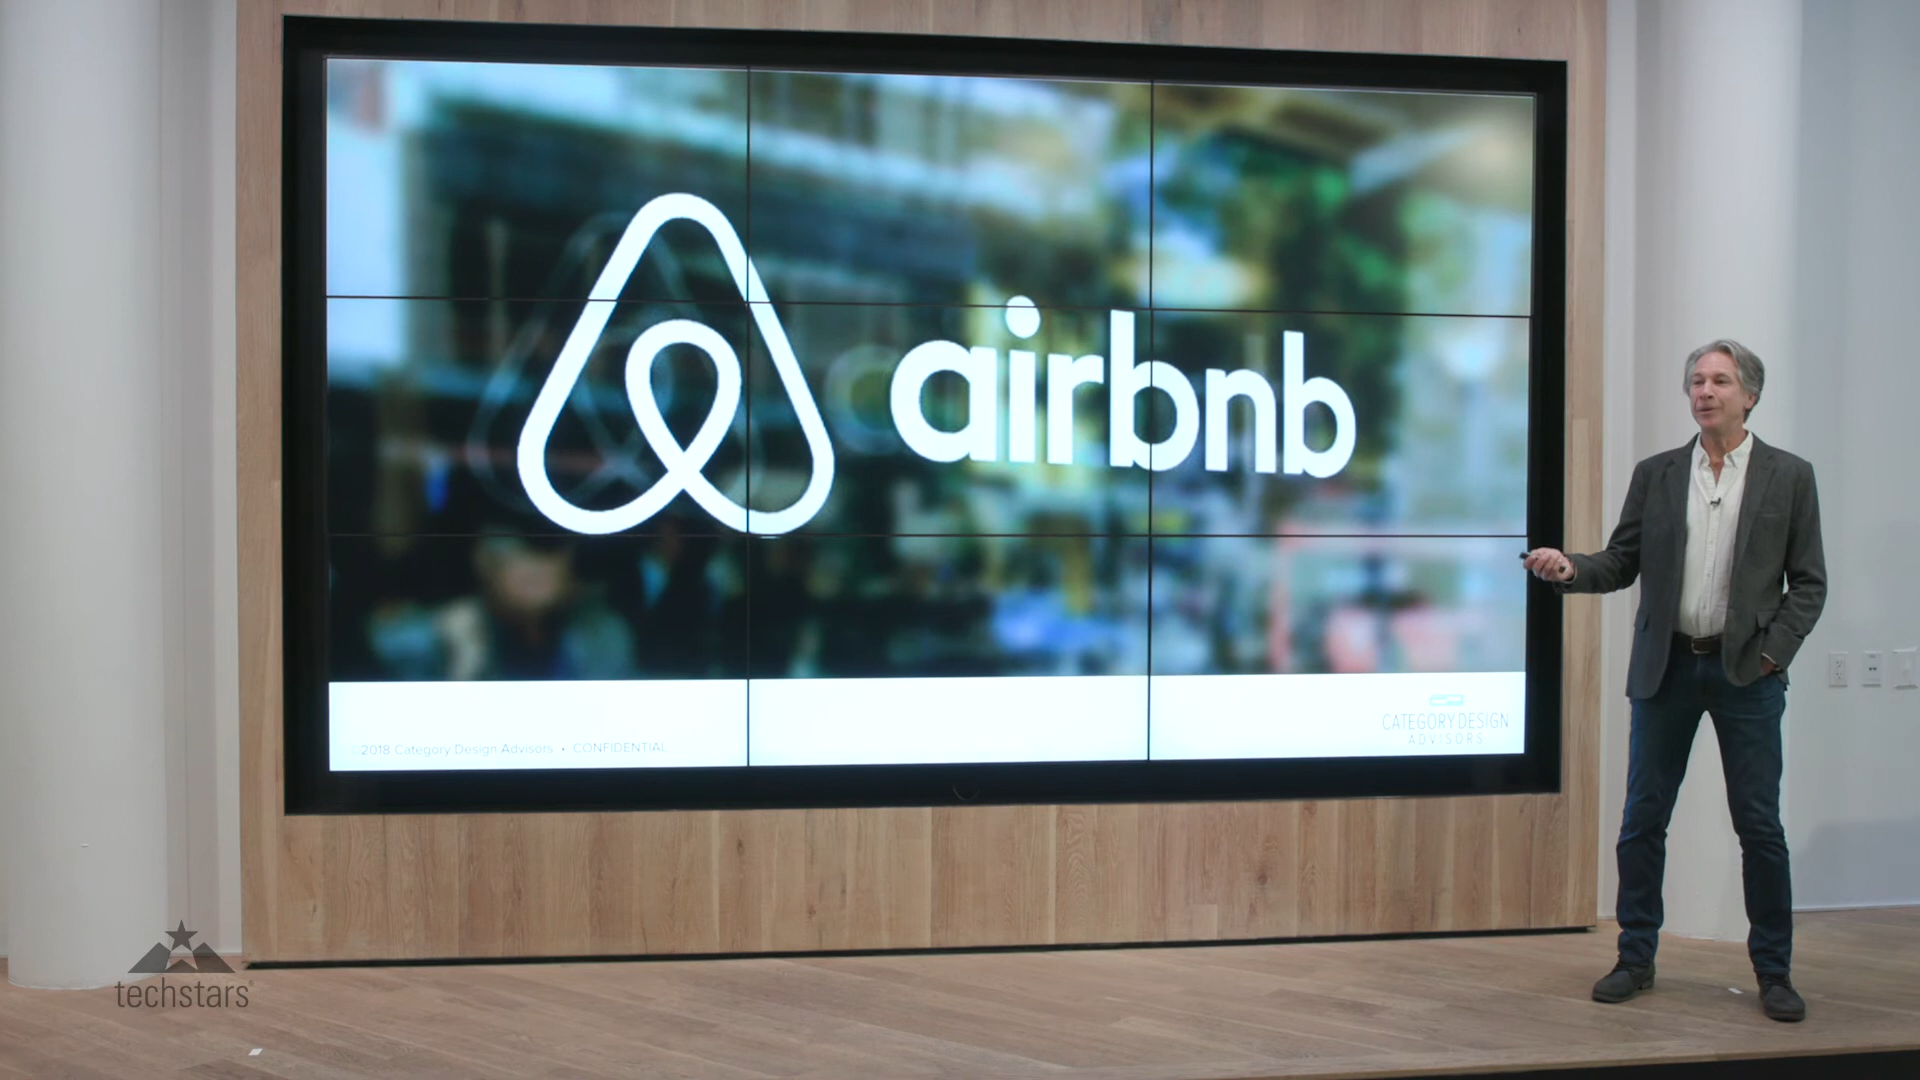 airbnb
©2018 Category Design Advisors • CONFIDENTIAL
CATEGORY DESIGN
ADVISORS
techstars